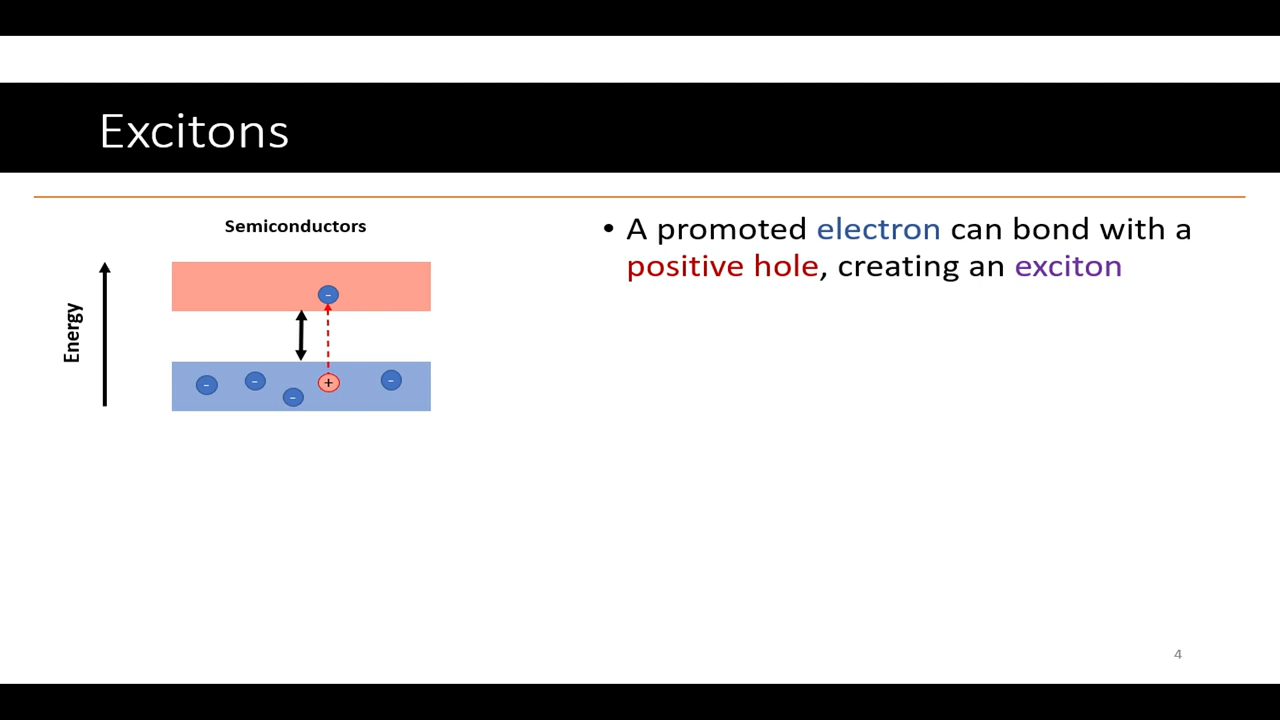 Excitons
Semiconductors
Energy
–
–
–
–
+
–
• A promoted electron can bond with a
positive hole, creating an exciton
4